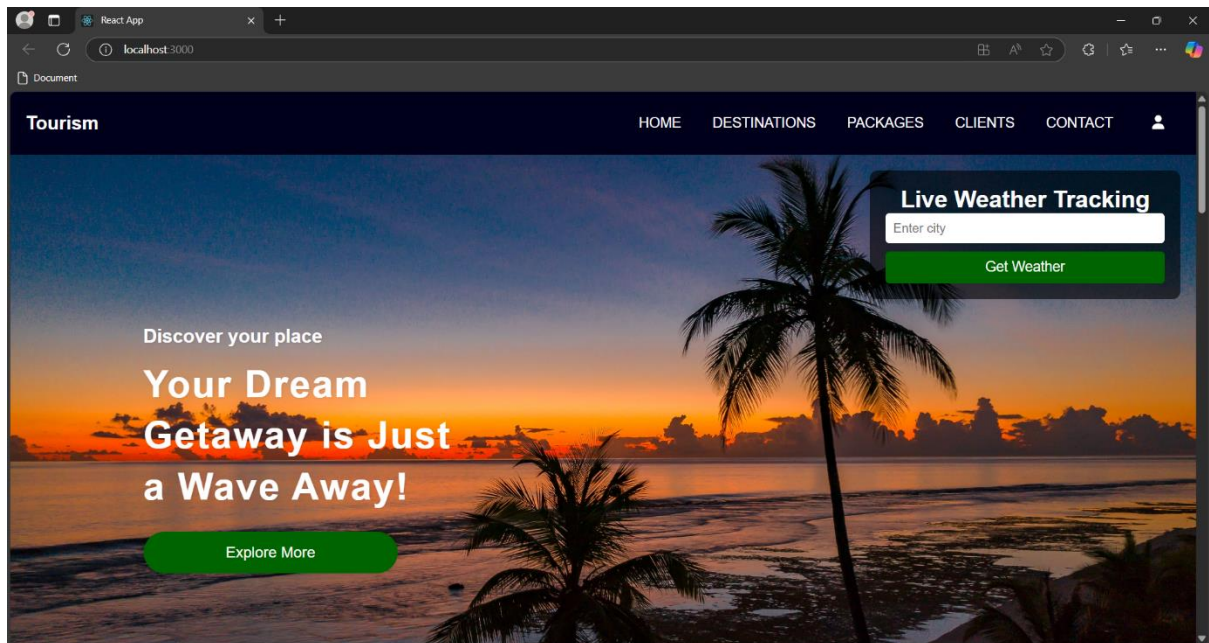 React App
localhost:3000
Document
Tourism
HOME DESTINATIONS PACKAGES CLIENTS CONTACT
Live Weather Tracking
Enter city
Get Weather
Discover your place
Your Dream
Getaway is Just
a Wave Away!
Explore More